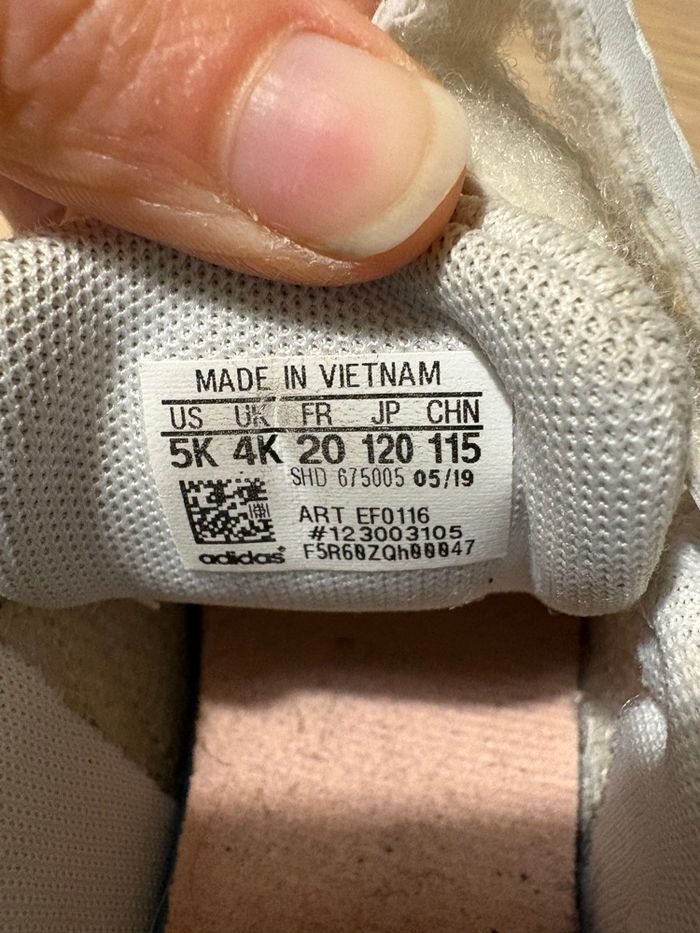 MADE IN VIETNAM
US UK FR JP CHN
5K 4K 20 120 115
SHD 675005 05/19
ART EF0116
#123003105
adidas F5R60ZQh00047